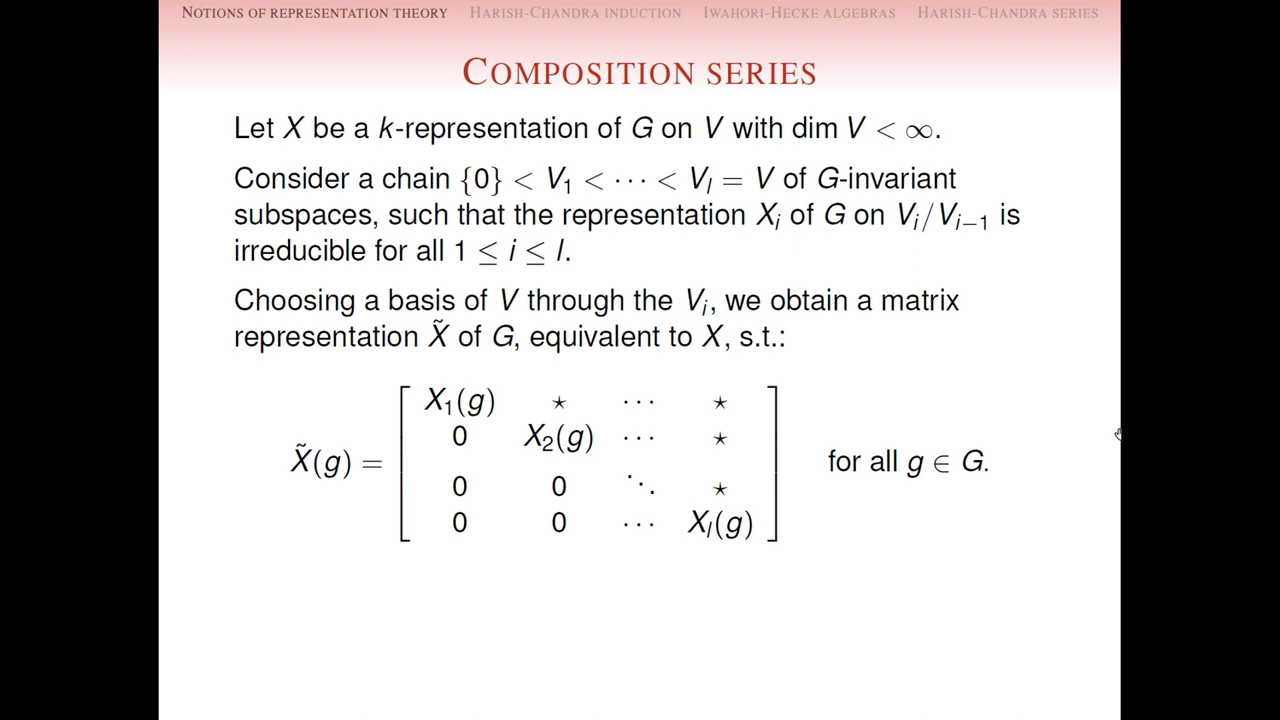 NOTIONS OF REPRESENTATION THEORY HARISH-CHANDRA INDUCTION IWAHORI-HECKE ALGEBRAS HARISH-CHANDRA SERIES
COMPOSITION SERIES
Let X be a k-representation of G on V with dim V < ∞.
Consider a chain {0} < V₁ < ⋯ < Vₗ = V of G-invariant
subspaces, such that the representation Xᵢ of G on Vᵢ/Vᵢ₋₁ is
irreducible for all 1 ≤ i ≤ l.
Choosing a basis of V through the Vᵢ, we obtain a matrix
representation X̃ of G, equivalent to X, s.t.:
X₁(g) ⋆ ⋯ ⋆
0 X₂(g) ⋯ ⋆
X̃(g) = for all g ∈ G.
0 0 ⋱ ⋆
0 0 ⋯ Xₗ(g)